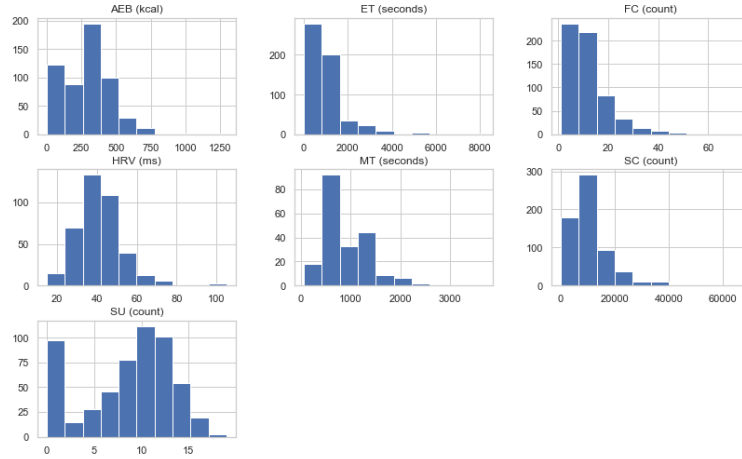 AEB (kcal)
200
150
100
50
0
0 250 500 750 1000 1250
ET (seconds)
200
100
0
0 2000 4000 6000 8000
FC (count)
200
150
100
50
0
0 20 40 60
HRV (ms)
100
50
0
20 40 60 80 100
MT (seconds)
80
60
40
20
0
0 1000 2000 3000
SC (count)
300
200
100
0
0 20000 40000 60000
SU (count)
100
75
50
25
0
0 5 10 15